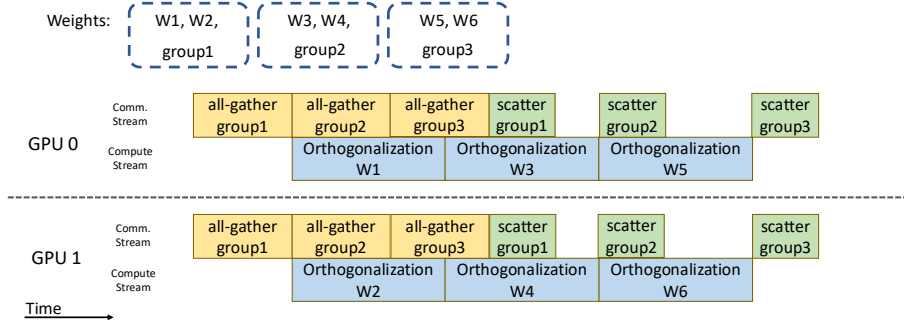 Weights:
W1, W2,
group1
W3, W4,
group2
W5, W6
group3
GPU 0
Comm.
Stream
all-gather
group1
all-gather
group2
all-gather
group3
scatter
group1
scatter
group2
scatter
group3
Compute
Stream
Orthogonalization
W1
Orthogonalization
W3
Orthogonalization
W5
GPU 1
Comm.
Stream
all-gather
group1
all-gather
group2
all-gather
group3
scatter
group1
scatter
group2
scatter
group3
Compute
Stream
Orthogonalization
W2
Orthogonalization
W4
Orthogonalization
W6
Time